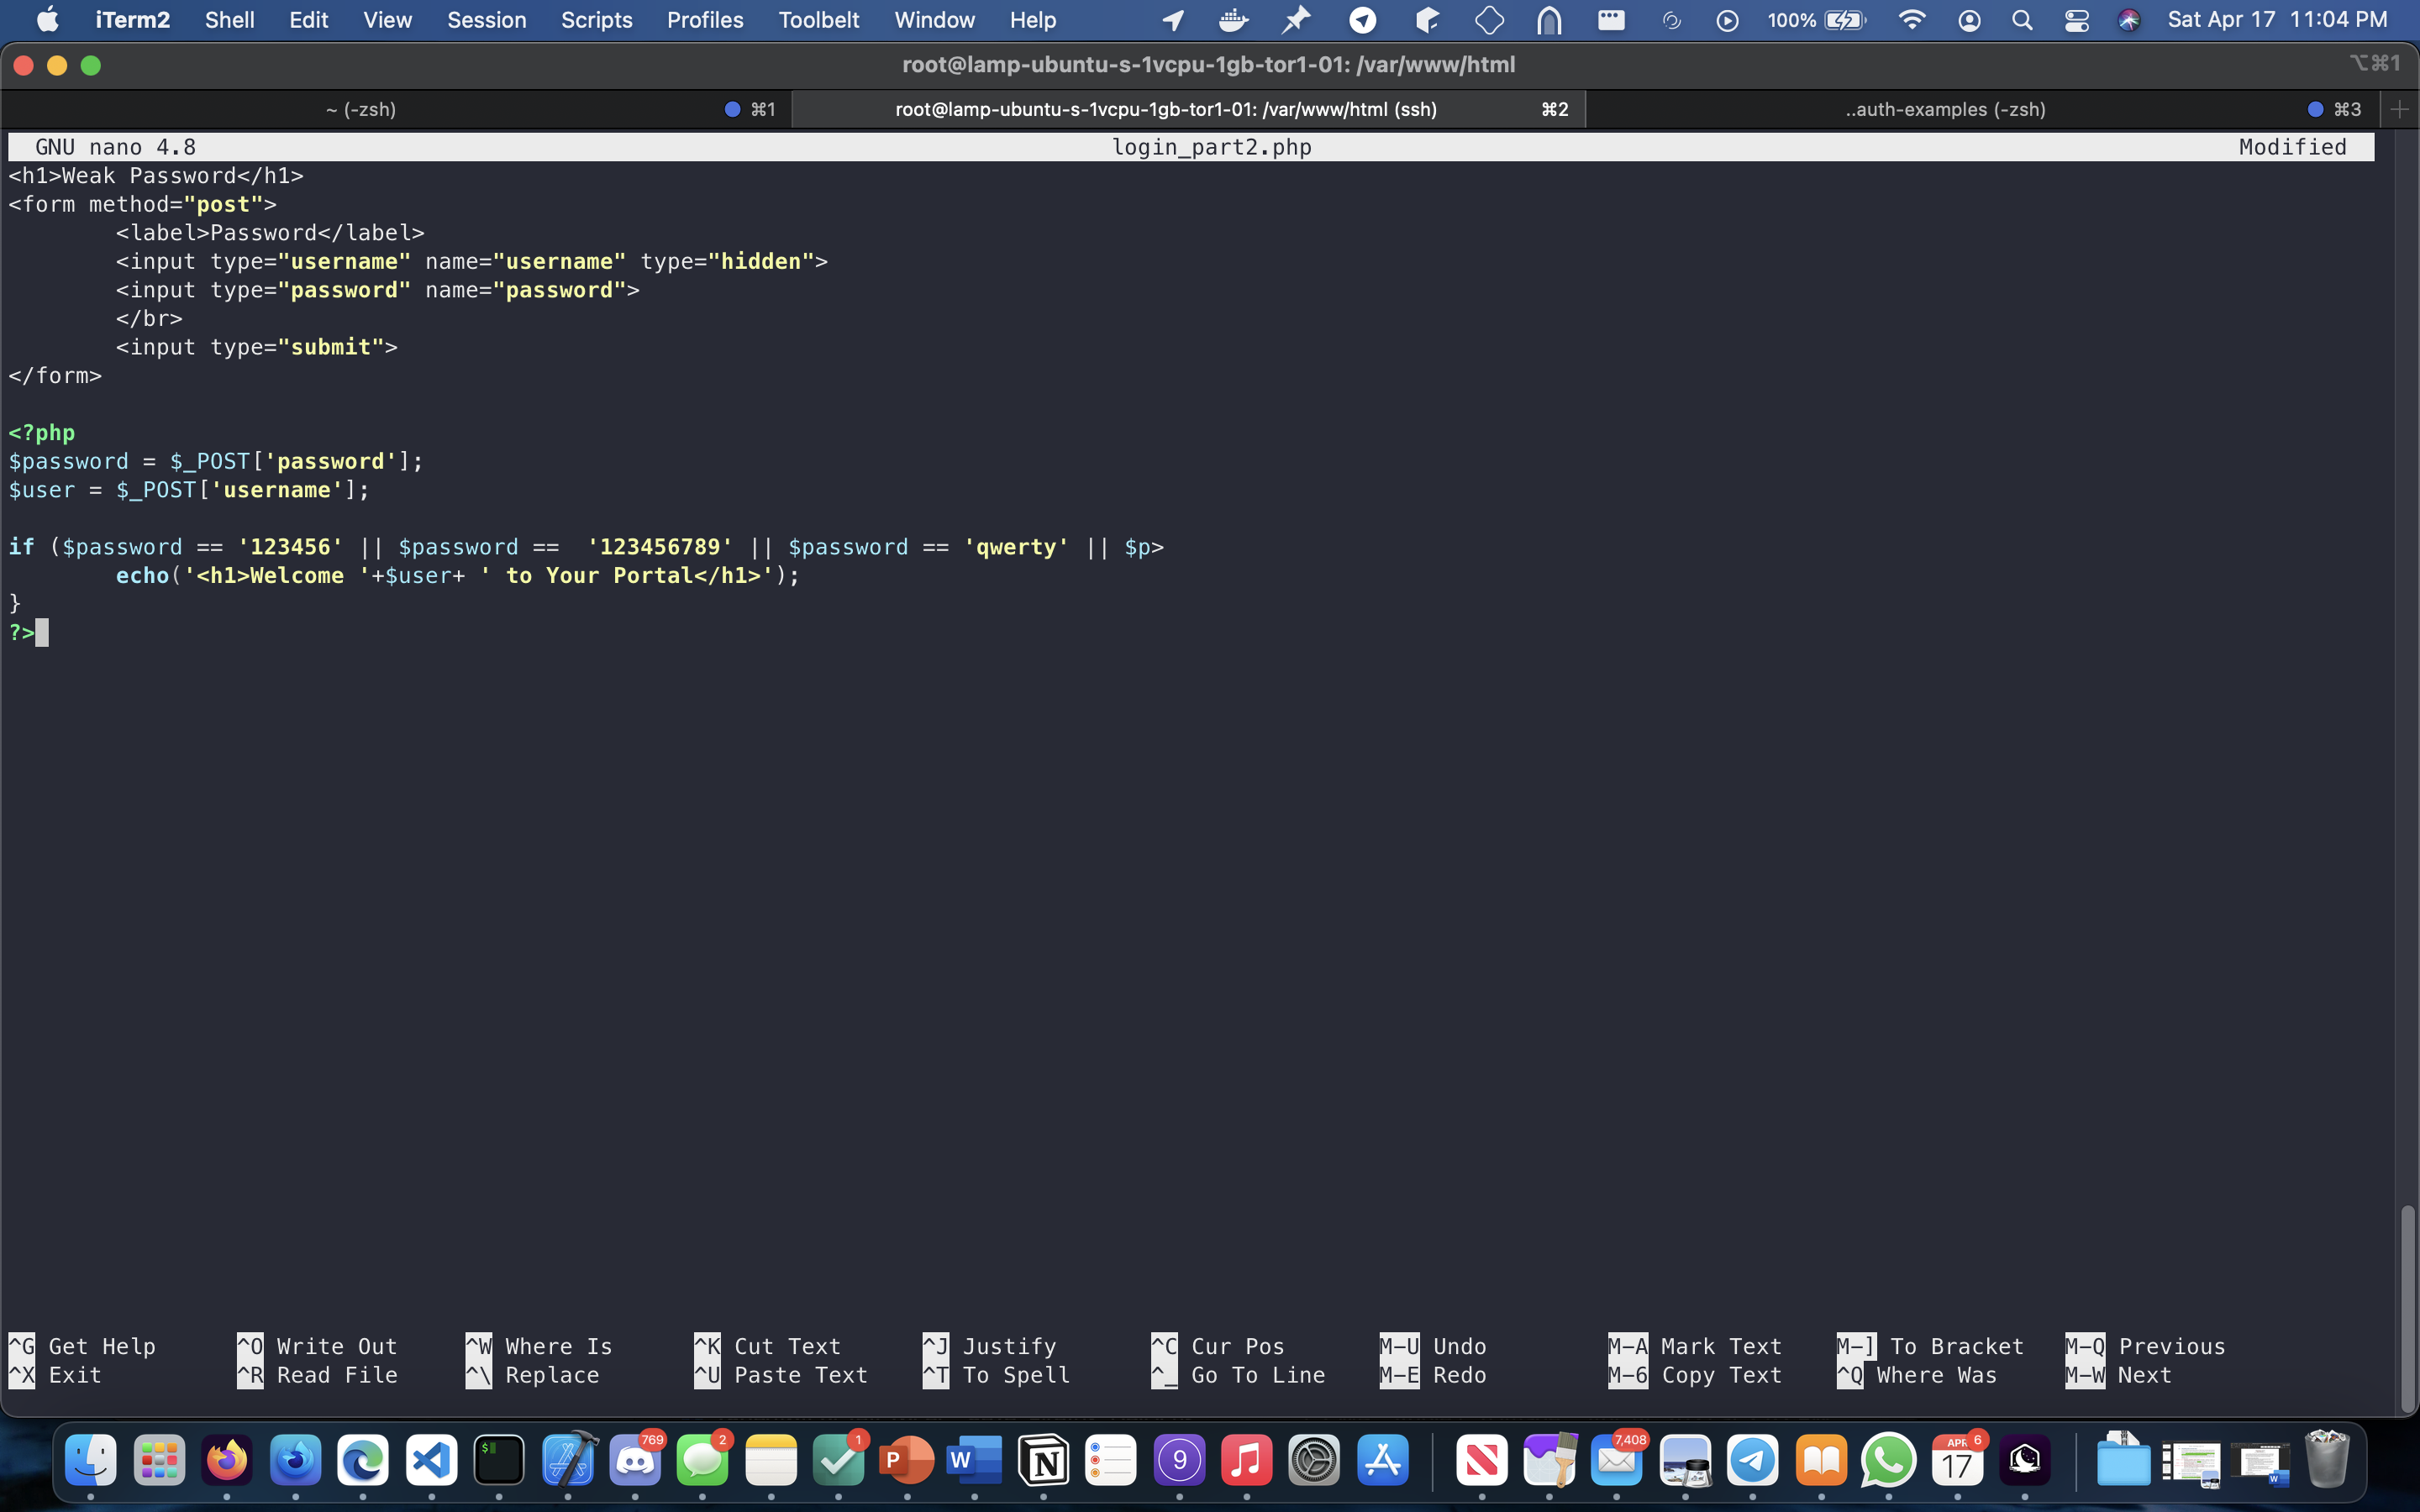 iTerm2 Shell Edit View Session Scripts Profiles Toolbelt Window Help 100% Sat Apr 17 11:04 PM
root@lamp-ubuntu-s-1vcpu-1gb-tor1-01: /var/www/html ⌥⌘1
~ (-zsh) ⌘1 root@lamp-ubuntu-s-1vcpu-1gb-tor1-01: /var/www/html (ssh) ⌘2 ..auth-examples (-zsh) ⌘3
GNU nano 4.8 login_part2.php Modified
<h1>Weak Password</h1>
<form method="post">
<label>Password</label>
<input type="username" name="username" type="hidden">
<input type="password" name="password">
</br>
<input type="submit">
</form>
<?php
$password = $_POST['password'];
$user = $_POST['username'];
if ($password == '123456' || $password ==  '123456789' || $password == 'qwerty' || $p>
echo('<h1>Welcome '+$user+ ' to Your Portal</h1>');
}
?>
^G Get Help ^O Write Out ^W Where Is ^K Cut Text ^J Justify ^C Cur Pos M-U Undo M-A Mark Text M-] To Bracket M-Q Previous
^X Exit ^R Read File ^\ Replace ^U Paste Text ^T To Spell ^_ Go To Line M-E Redo M-6 Copy Text ^Q Where Was M-W Next
769 2 1 7,408 6
$ P W N 9 APR 17